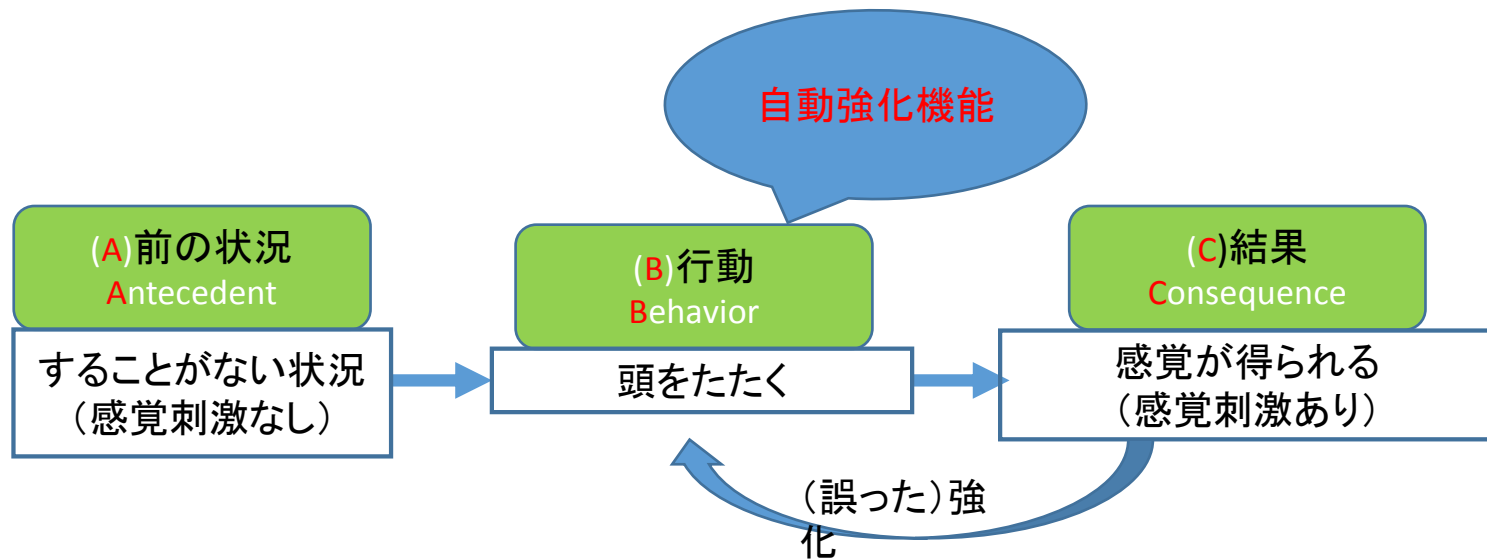 自動強化機能
(A)前の状況
Antecedent
することがない状況
（感覚刺激なし）
(B)行動
Behavior
頭をたたく
(C)結果
Consequence
感覚が得られる
（感覚刺激あり）
（誤った）強
化